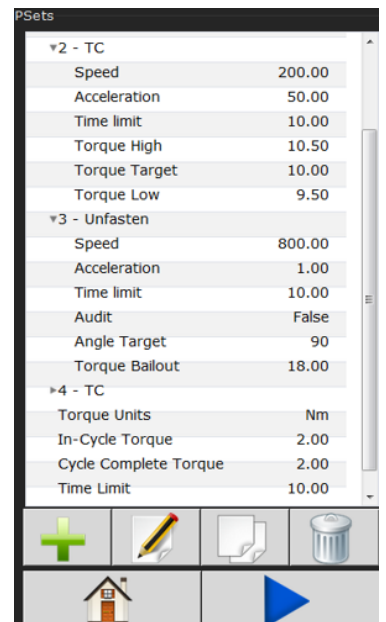 PSets
2 - TC
Speed 200.00
Acceleration 50.00
Time limit 10.00
Torque High 10.50
Torque Target 10.00
Torque Low 9.50
3 - Unfasten
Speed 800.00
Acceleration 1.00
Time limit 10.00
Audit False
Angle Target 90
Torque Bailout 18.00
4 - TC
Torque Units Nm
In-Cycle Torque 2.00
Cycle Complete Torque 2.00
Time Limit 10.00